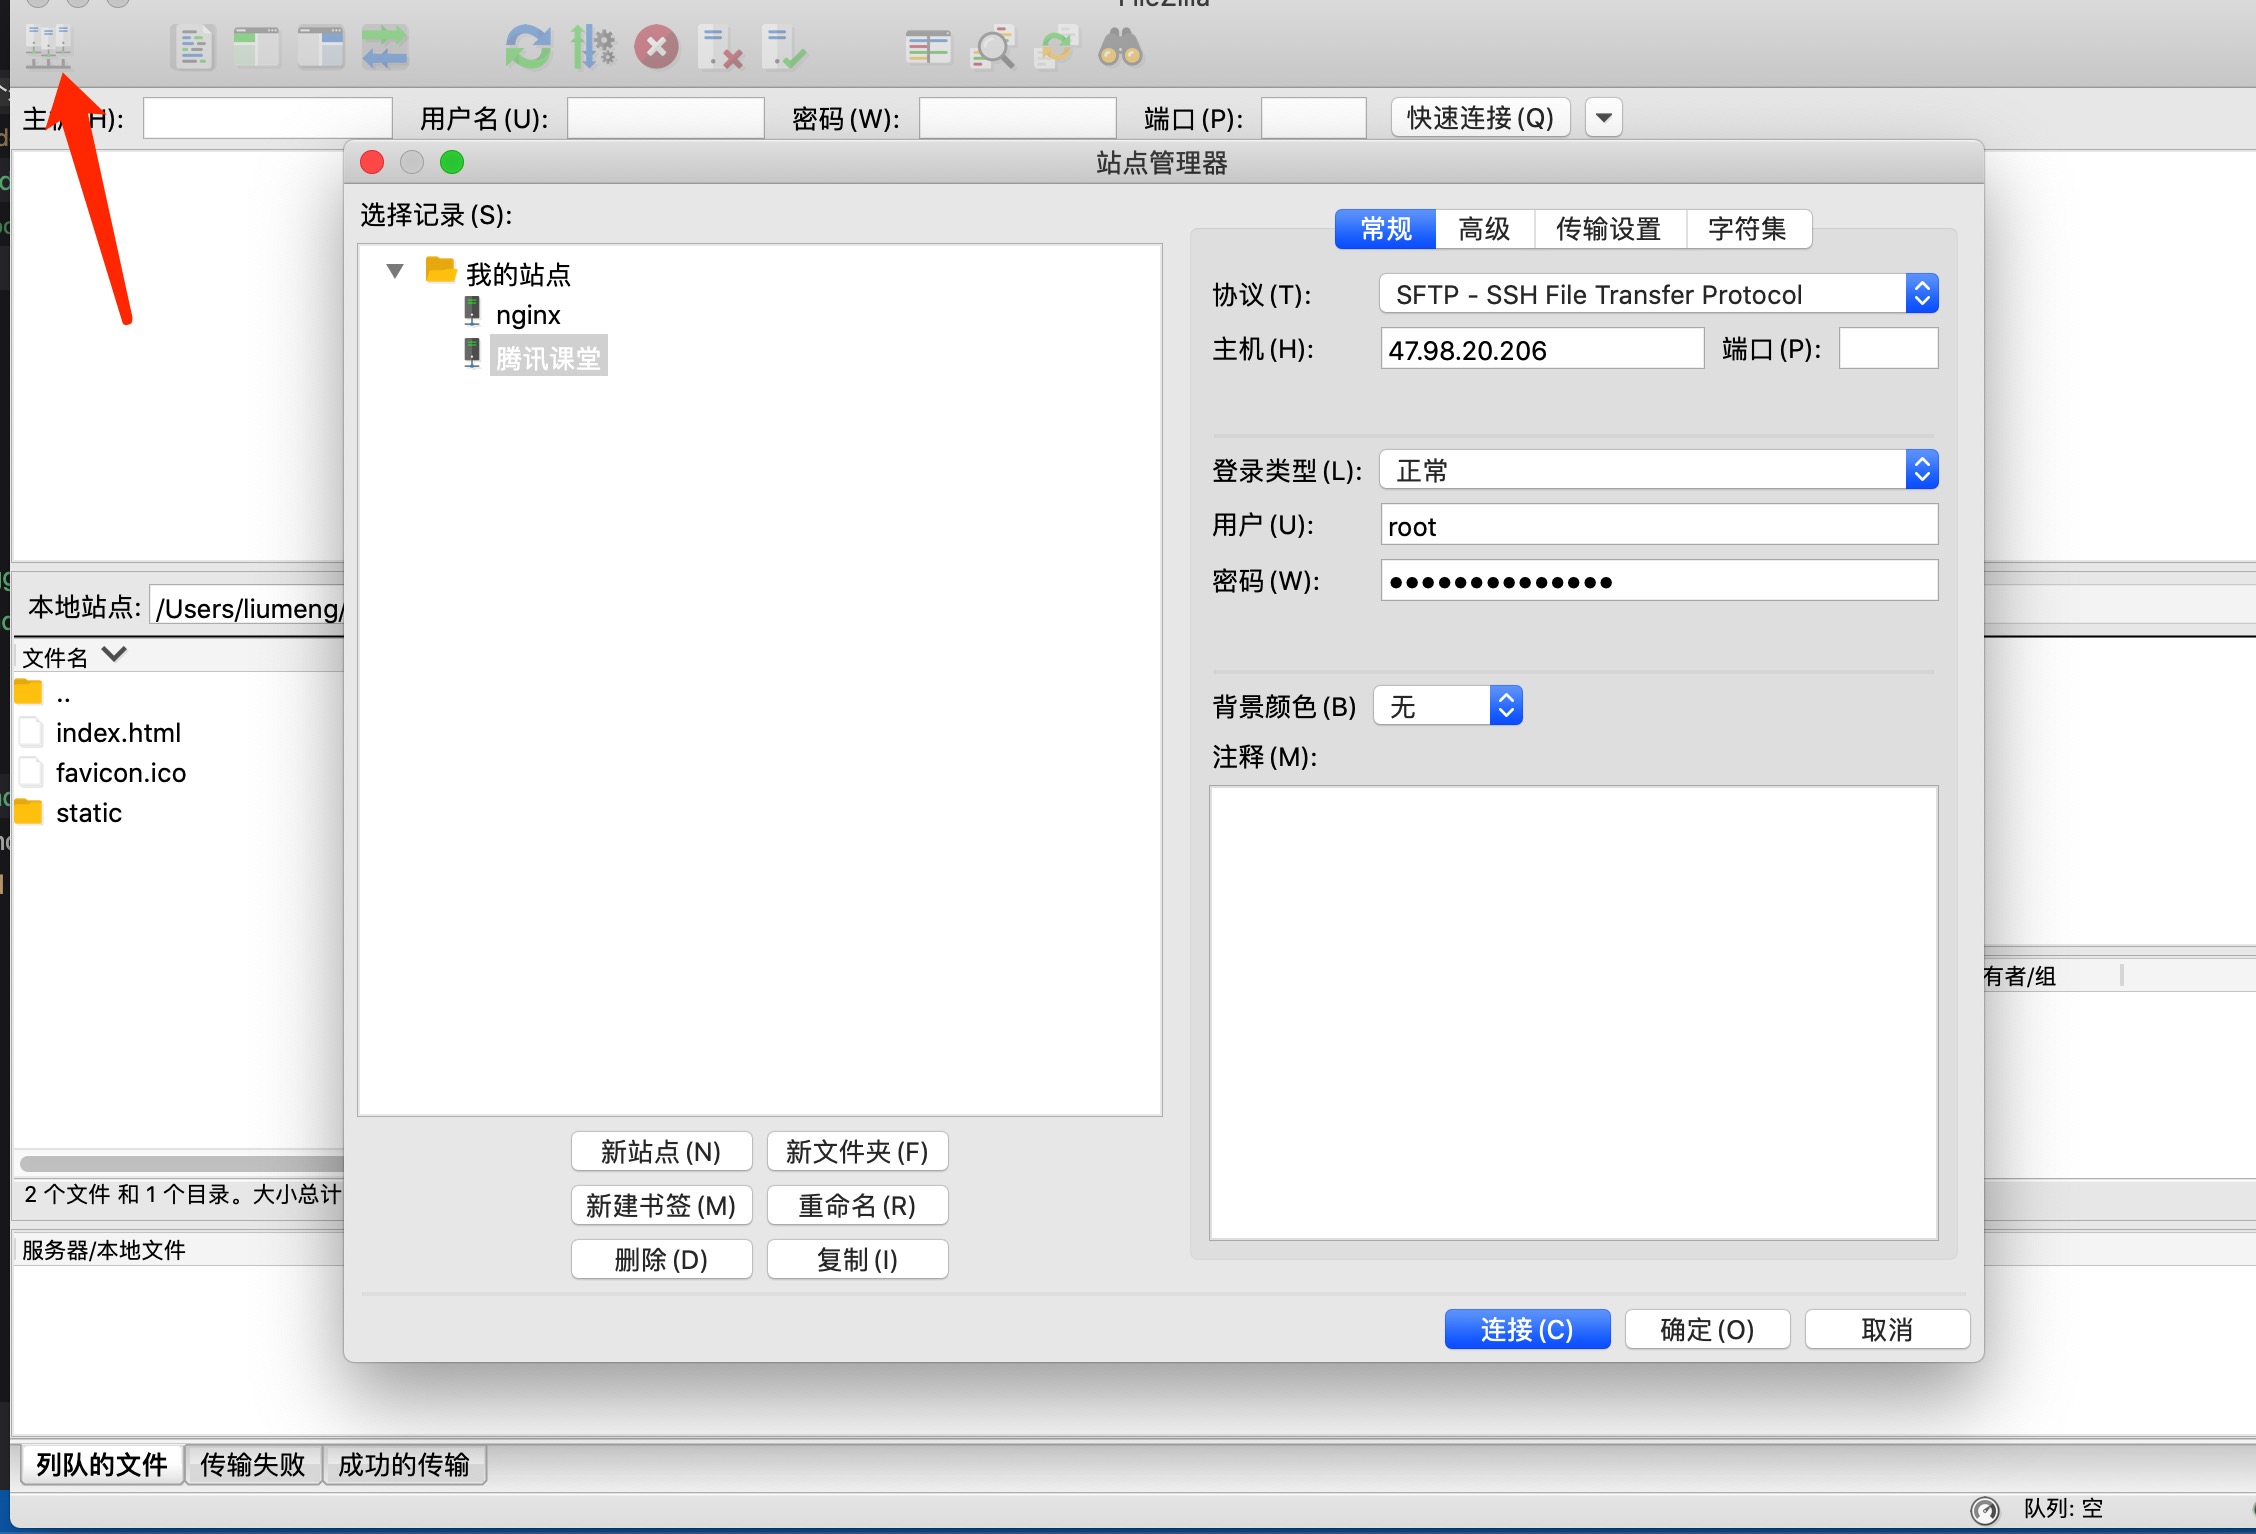 FileZilla
主机(H): 用户名(U): 密码(W): 端口(P): 快速连接(Q)
站点管理器
选择记录(S):
我的站点
nginx
腾讯课堂
新站点(N) 新文件夹(F)
新建书签(M) 重命名(R)
删除(D) 复制(I)
常规 高级 传输设置 字符集
协议(T): SFTP - SSH File Transfer Protocol
主机(H): 47.98.20.206 端口(P):
登录类型(L): 正常
用户(U): root
密码(W): ●●●●●●●●●●●●●●
背景颜色(B) 无
注释(M):
连接(C) 确定(O) 取消
本地站点: /Users/liumeng/
文件名
..
index.html
favicon.ico
static
2 个文件 和 1 个目录。大小总计
有者/组
服务器/本地文件
列队的文件 传输失败 成功的传输
队列: 空